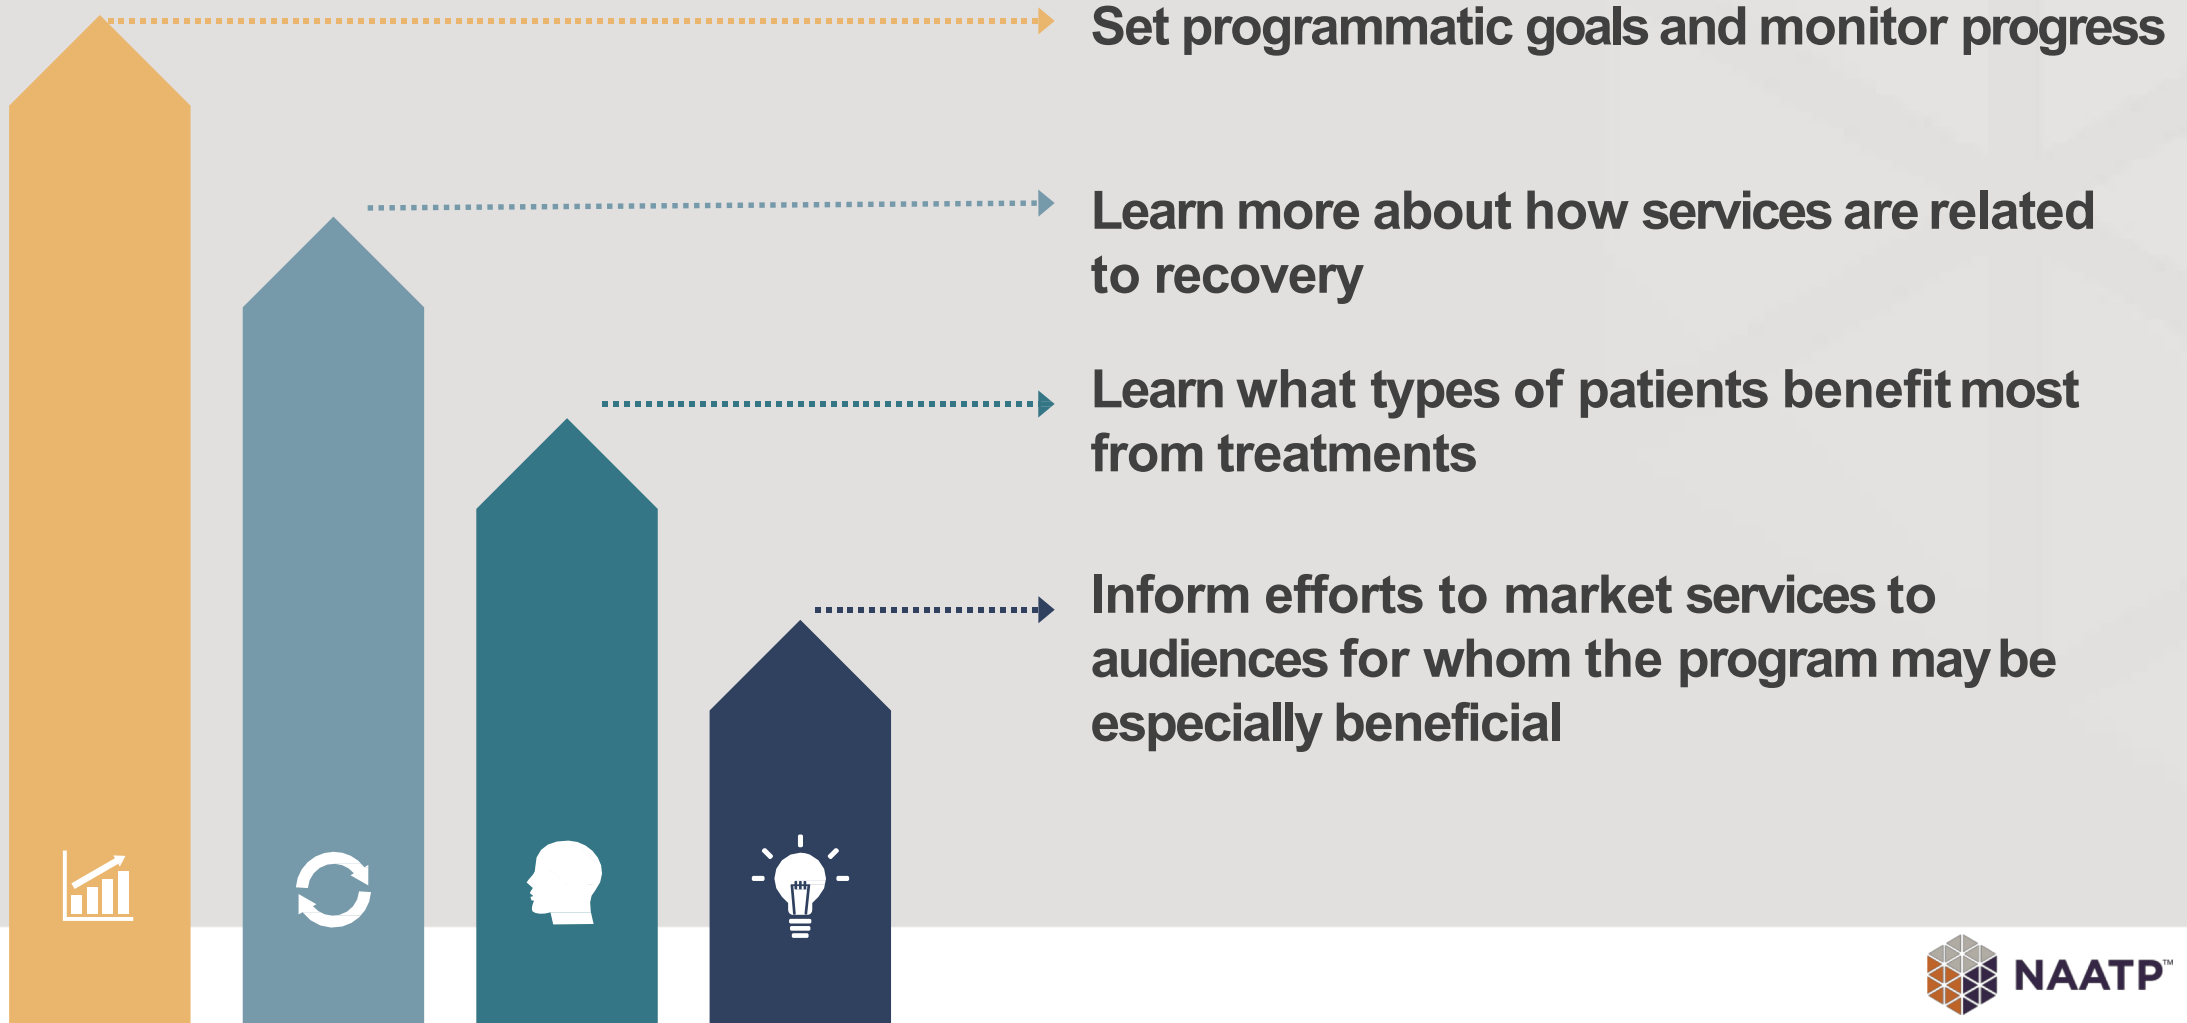 Set programmatic goals and monitor progress
Learn more about how services are related
to recovery
Learn what types of patients benefit most
from treatments
Inform efforts to market services to
audiences for whom the program may be
especially beneficial
NAATP™